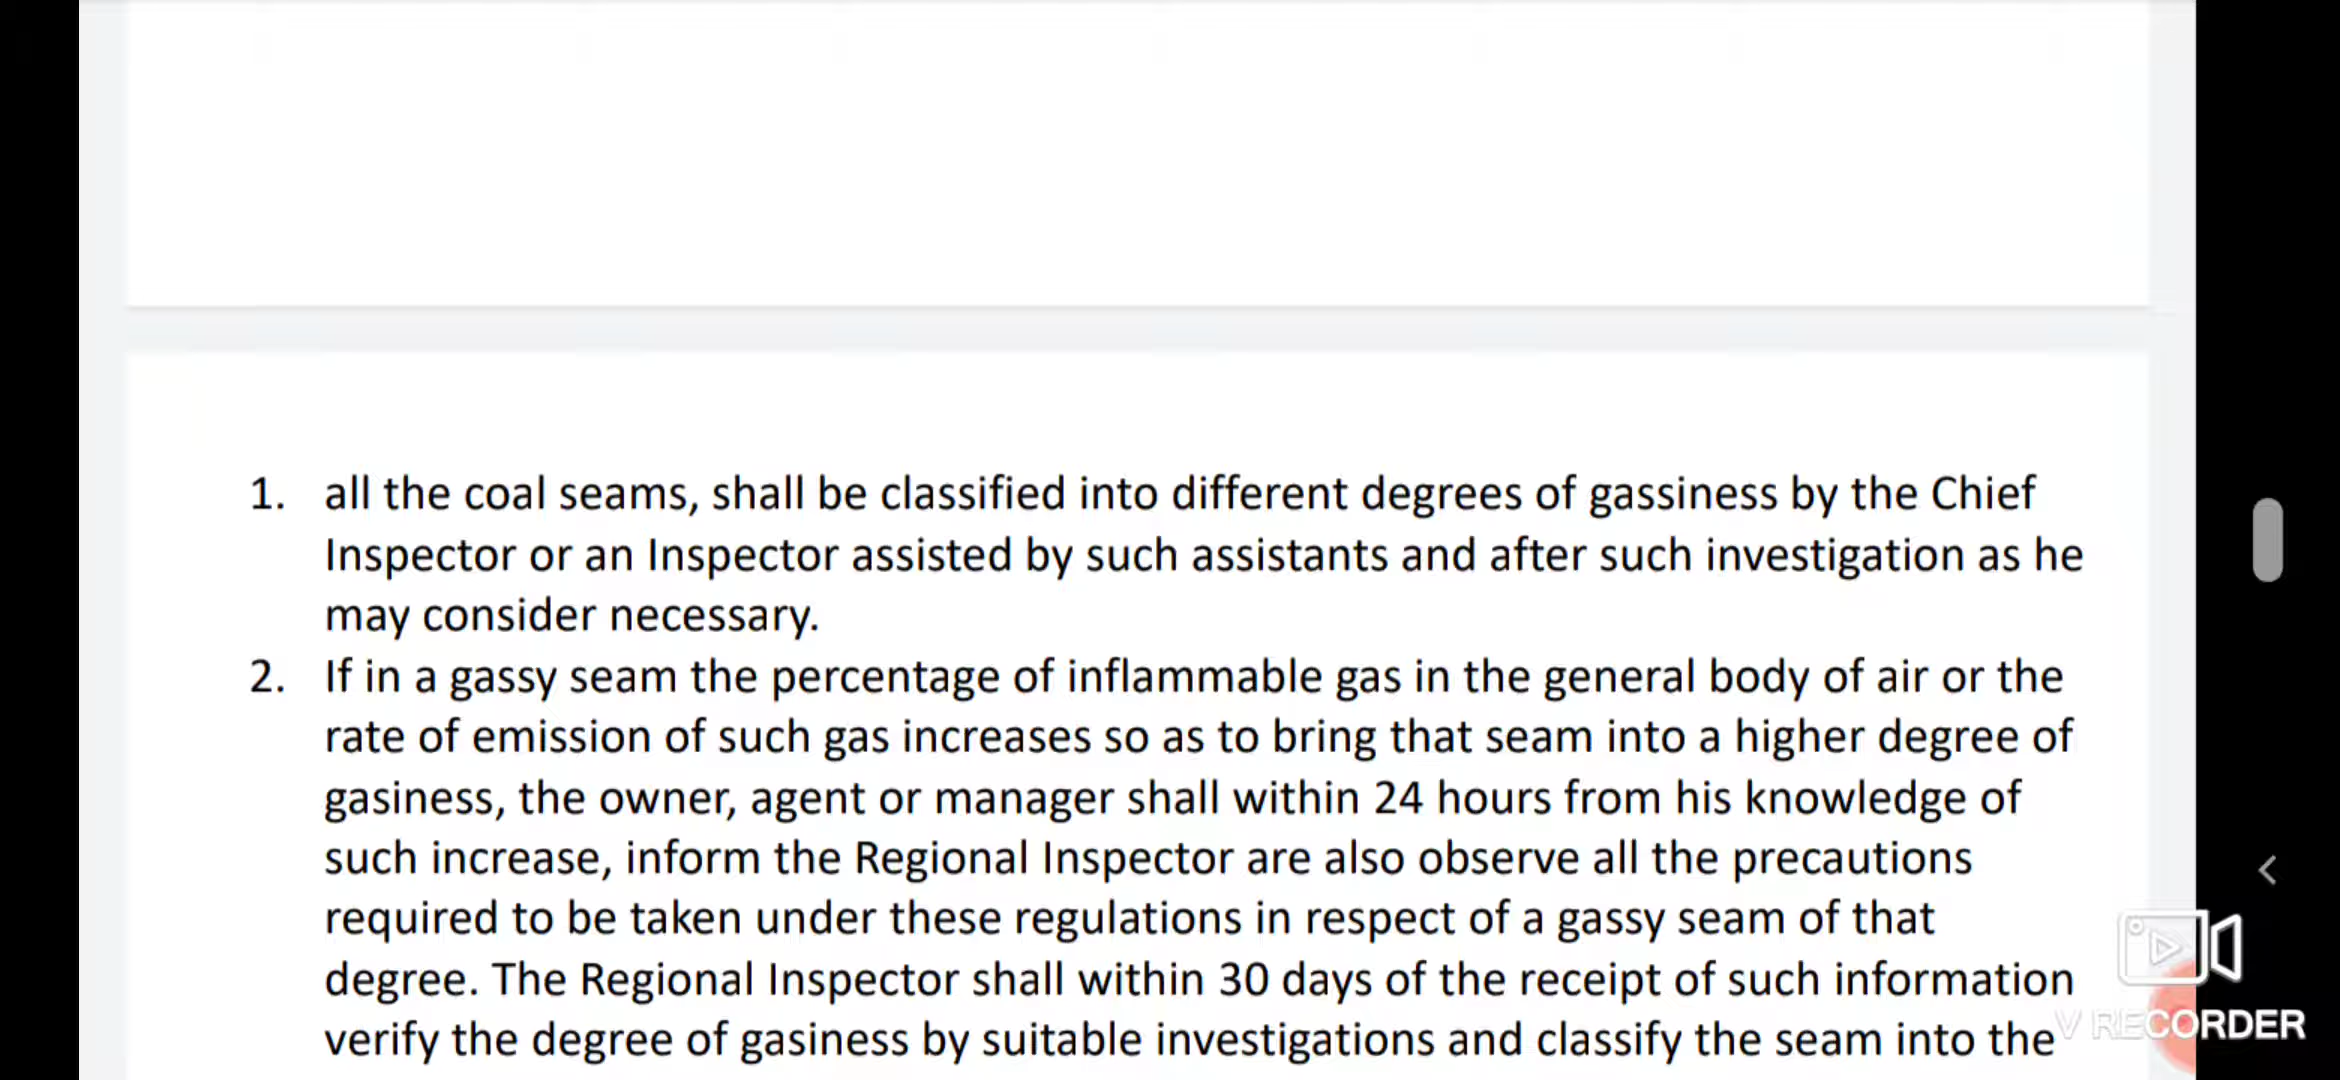 1. all the coal seams, shall be classified into different degrees of gassiness by the Chief
Inspector or an Inspector assisted by such assistants and after such investigation as he
may consider necessary.
2. If in a gassy seam the percentage of inflammable gas in the general body of air or the
rate of emission of such gas increases so as to bring that seam into a higher degree of
gasiness, the owner, agent or manager shall within 24 hours from his knowledge of
such increase, inform the Regional Inspector are also observe all the precautions
required to be taken under these regulations in respect of a gassy seam of that
degree. The Regional Inspector shall within 30 days of the receipt of such information
verify the degree of gasiness by suitable investigations and classify the seam into the
V RECORDER